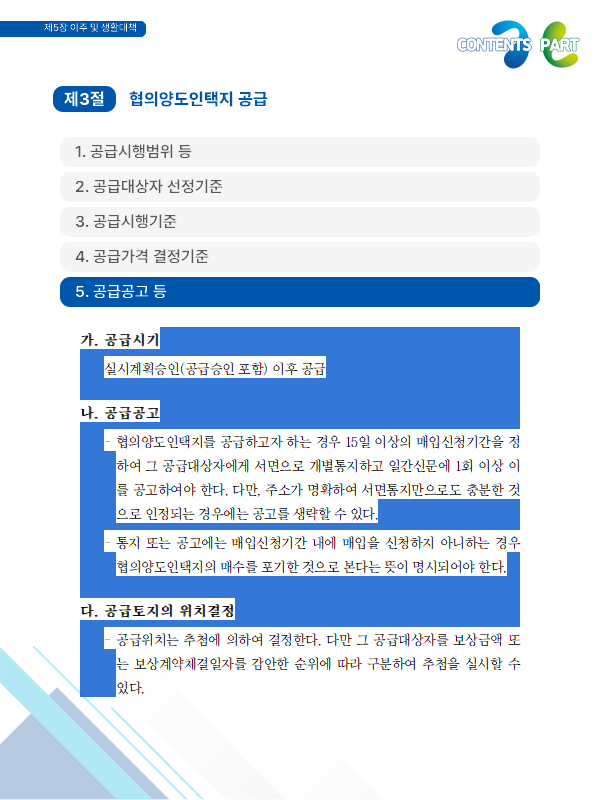 제5장 이주 및 생활대책
CONTENTS PART
제3절 협의양도인택지 공급
1. 공급시행범위 등
2. 공급대상자 선정기준
3. 공급시행기준
4. 공급가격 결정기준
5. 공급공고 등
가. 공급시기
실시계획승인(공급승인 포함) 이후 공급
나. 공급공고
- 협의양도인택지를 공급하고자 하는 경우 15일 이상의 매입신청기간을 정
하여 그 공급대상자에게 서면으로 개별통지하고 일간신문에 1회 이상 이
를 공고하여야 한다. 다만, 주소가 명확하여 서면통지만으로도 충분한 것
으로 인정되는 경우에는 공고를 생략할 수 있다.
- 통지 또는 공고에는 매입신청기간 내에 매입을 신청하지 아니하는 경우
협의양도인택지의 매수를 포기한 것으로 본다는 뜻이 명시되어야 한다.
다. 공급토지의 위치결정
- 공급위치는 추첨에 의하여 결정한다. 다만 그 공급대상자를 보상금액 또
는 보상계약체결일자를 감안한 순위에 따라 구분하여 추첨을 실시할 수
있다.